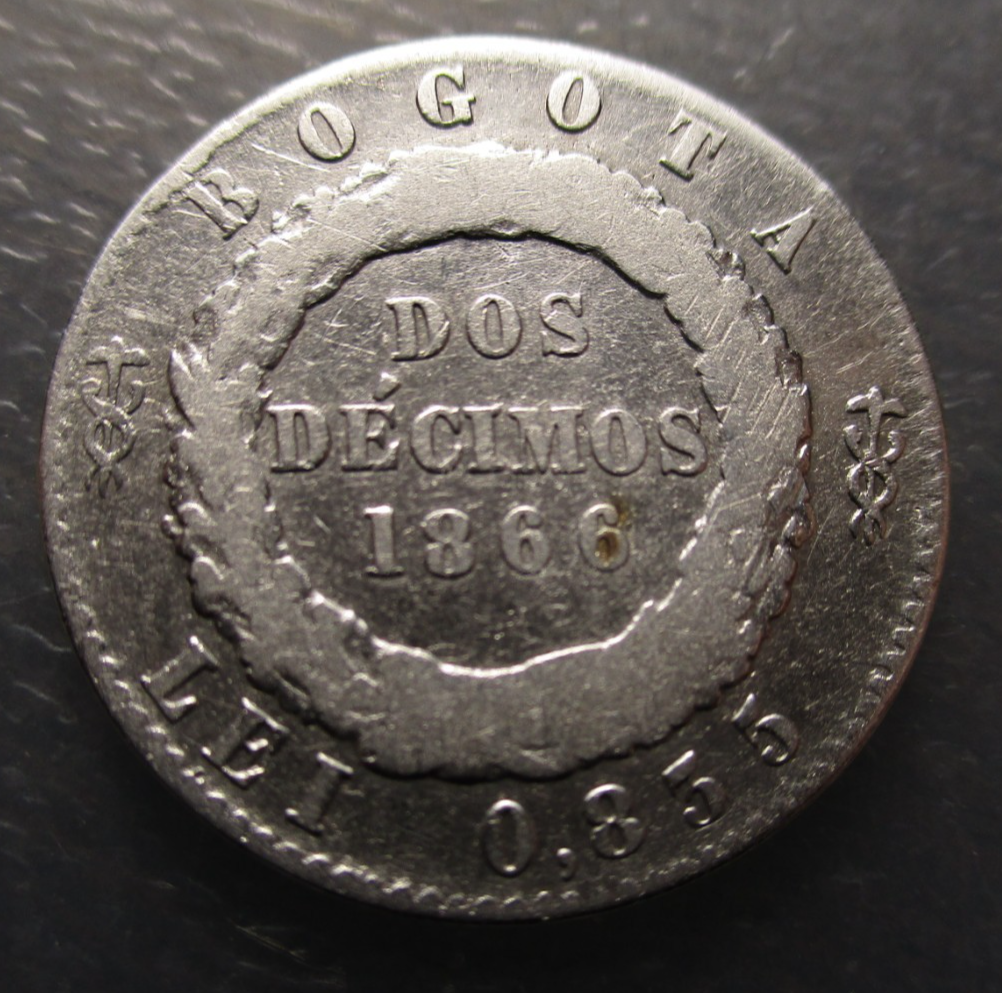 BOGOTA
DOS
DÉCIMOS
1866
LEI 0,835